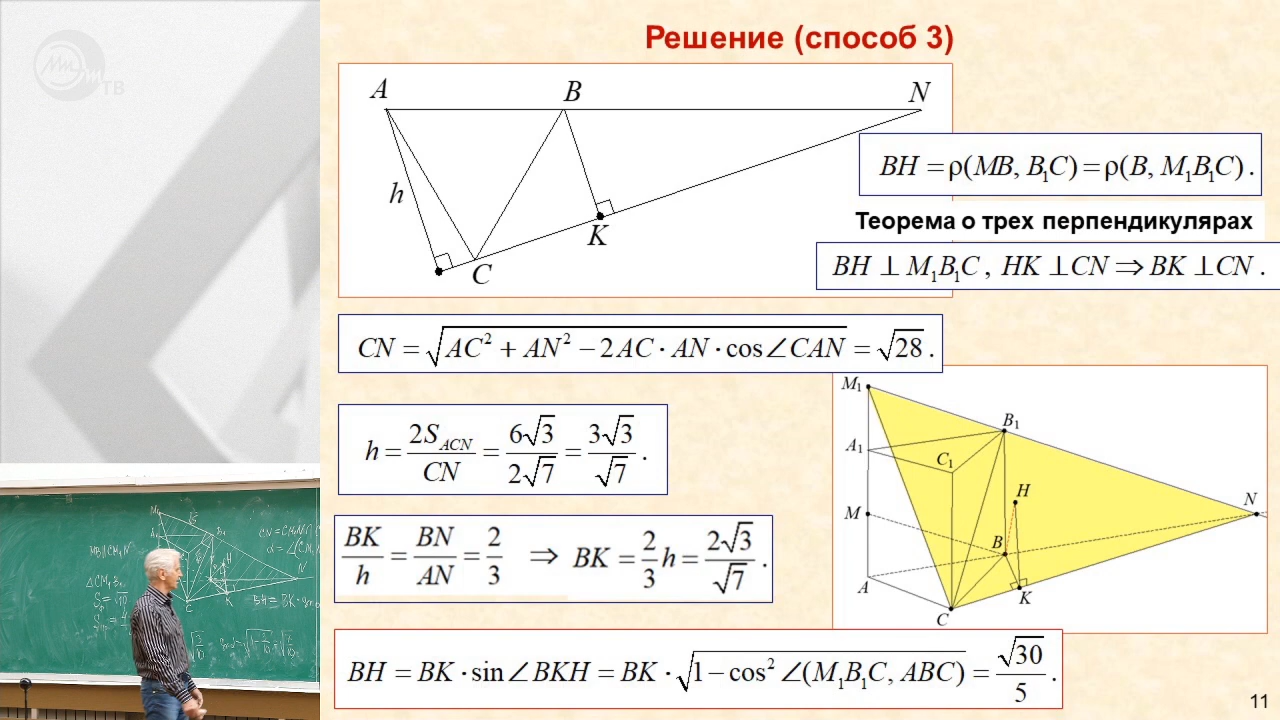 МИАН ТВ
Решение (способ 3)
A B N
h
K
C
BH = ρ(MB, B₁C) = ρ(B, M₁B₁C).
Теорема о трех перпендикулярах
BH ⊥ M₁B₁C, HK ⊥ CN ⇒ BK ⊥ CN.
CN = √(AC² + AN² − 2AC · AN · cos∠CAN) = √28.
h = 2S_ACN / CN = 6√3 / 2√7 = 3√3 / √7.
BK / h = BN / AN = 2 / 3 ⇒ BK = 2/3 h = 2√3 / √7.
M₁
B₁
A₁
C₁
H
N
M
B
A
K
C
BH = BK · sin∠BKH = BK · √(1 − cos²∠(M₁B₁C, ABC)) = √30 / 5.
11